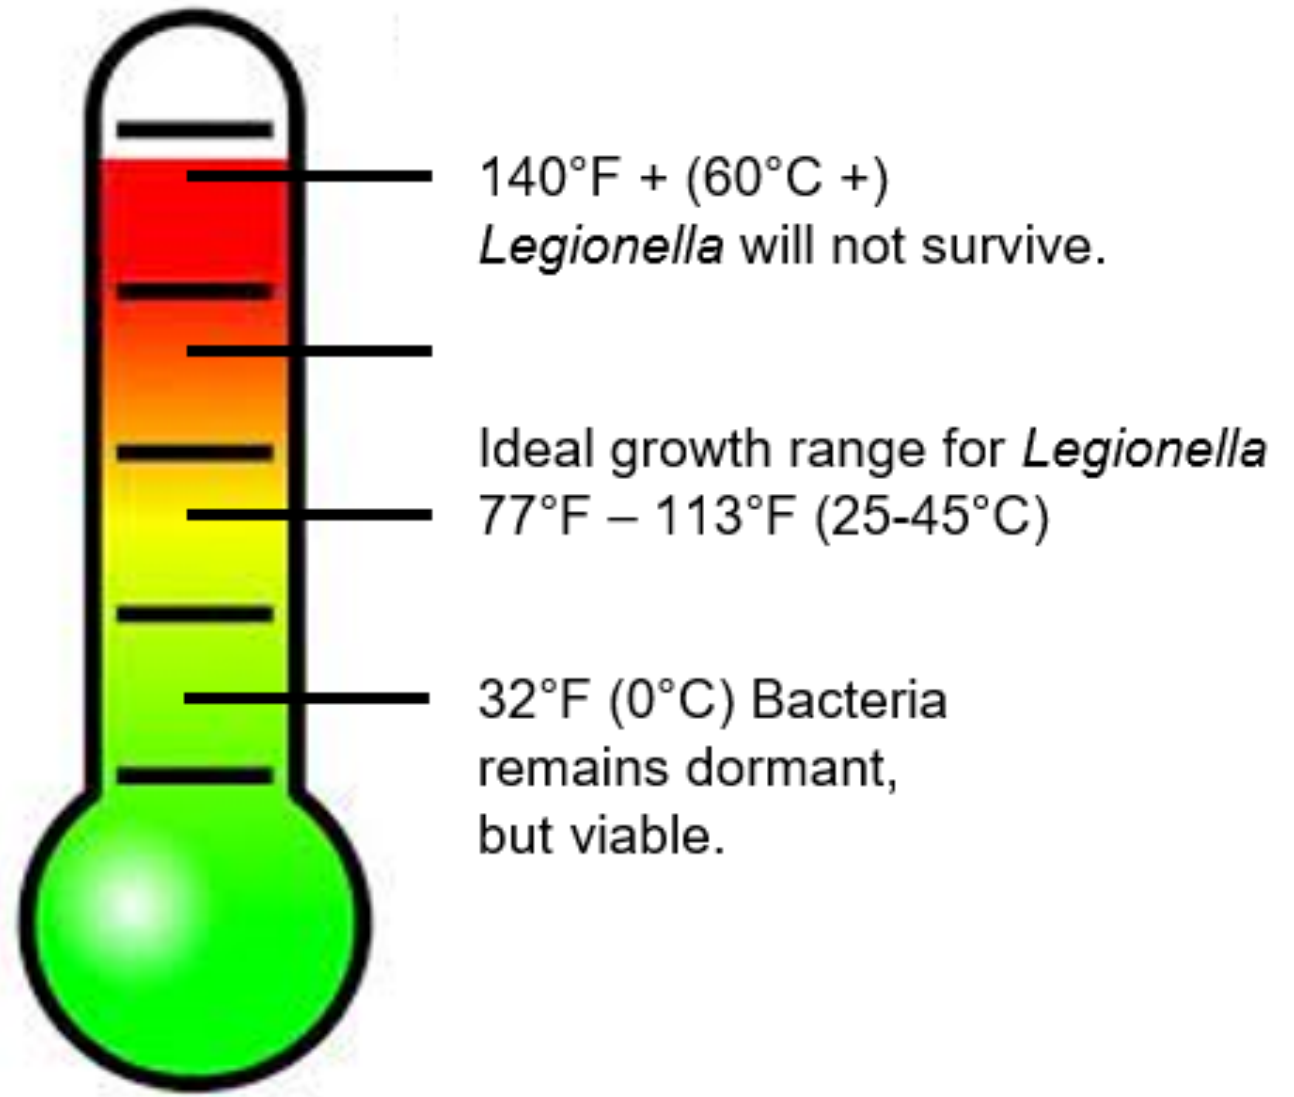 140°F + (60°C +)
Legionella will not survive.
Ideal growth range for Legionella
77°F – 113°F (25-45°C)
32°F (0°C) Bacteria
remains dormant,
but viable.